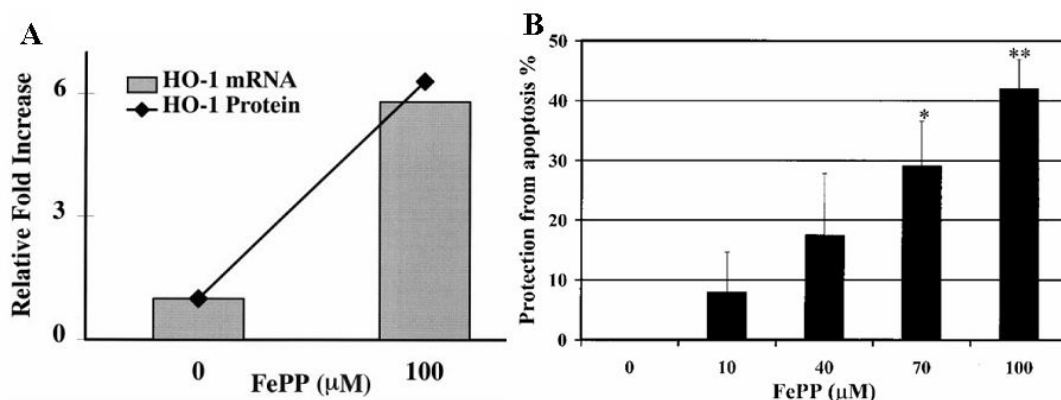 A
Relative Fold Increase
6
3
0
HO-1 mRNA
HO-1 Protein
0 100
FePP (μM)
B
Protection from apoptosis %
50
40
30
20
10
0
*
**
0 10 40 70 100
FePP (μM)